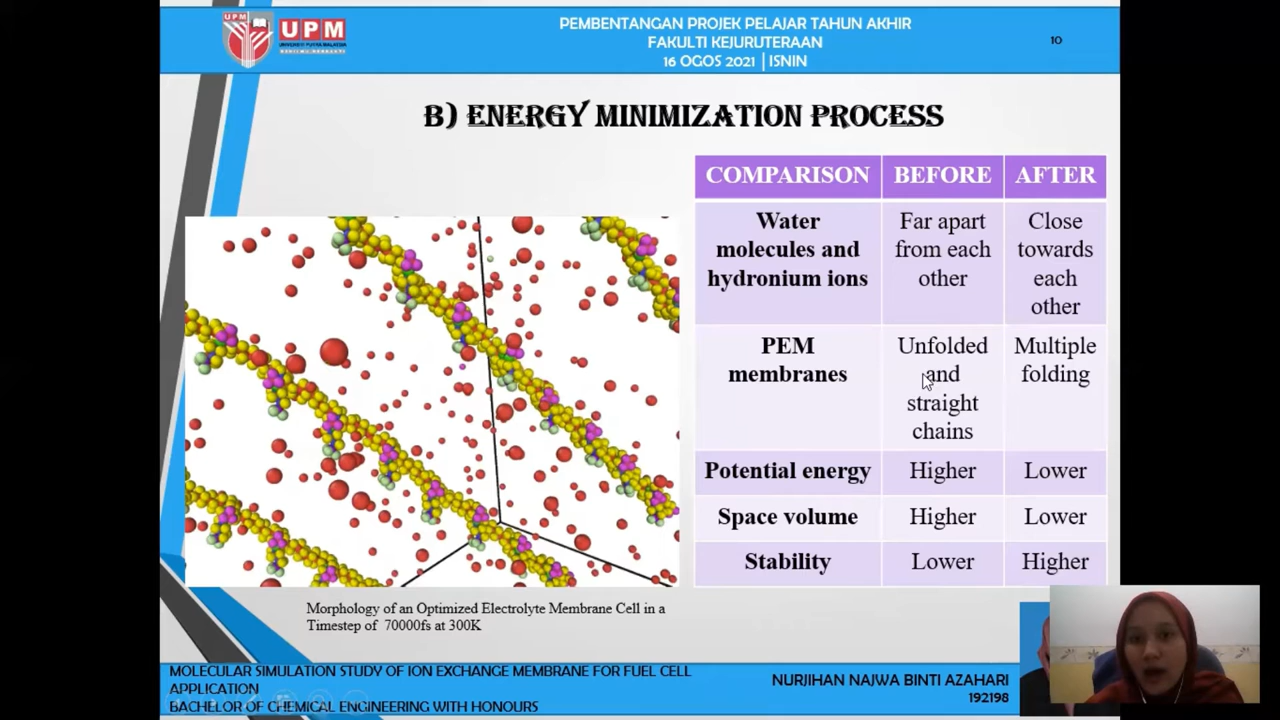 UPM
UPM
UNIVERSITI PUTRA MALAYSIA
PEMBENTANGAN PROJEK PELAJAR TAHUN AKHIR
FAKULTI KEJURUTERAAN
16 OGOS 2021 | ISNIN
10
B) ENERGY MINIMIZATION PROCESS
COMPARISON BEFORE AFTER
Water molecules and hydronium ions
Far apart from each other
Close towards each other
PEM membranes
Unfolded and straight chains
Multiple folding
Potential energy Higher Lower
Space volume Higher Lower
Stability Lower Higher
Morphology of an Optimized Electrolyte Membrane Cell in a
Timestep of 70000fs at 300K
MOLECULAR SIMULATION STUDY OF ION EXCHANGE MEMBRANE FOR FUEL CELL
APPLICATION
BACHELOR OF CHEMICAL ENGINEERING WITH HONOURS
NURJIHAN NAJWA BINTI AZAHARI
192198